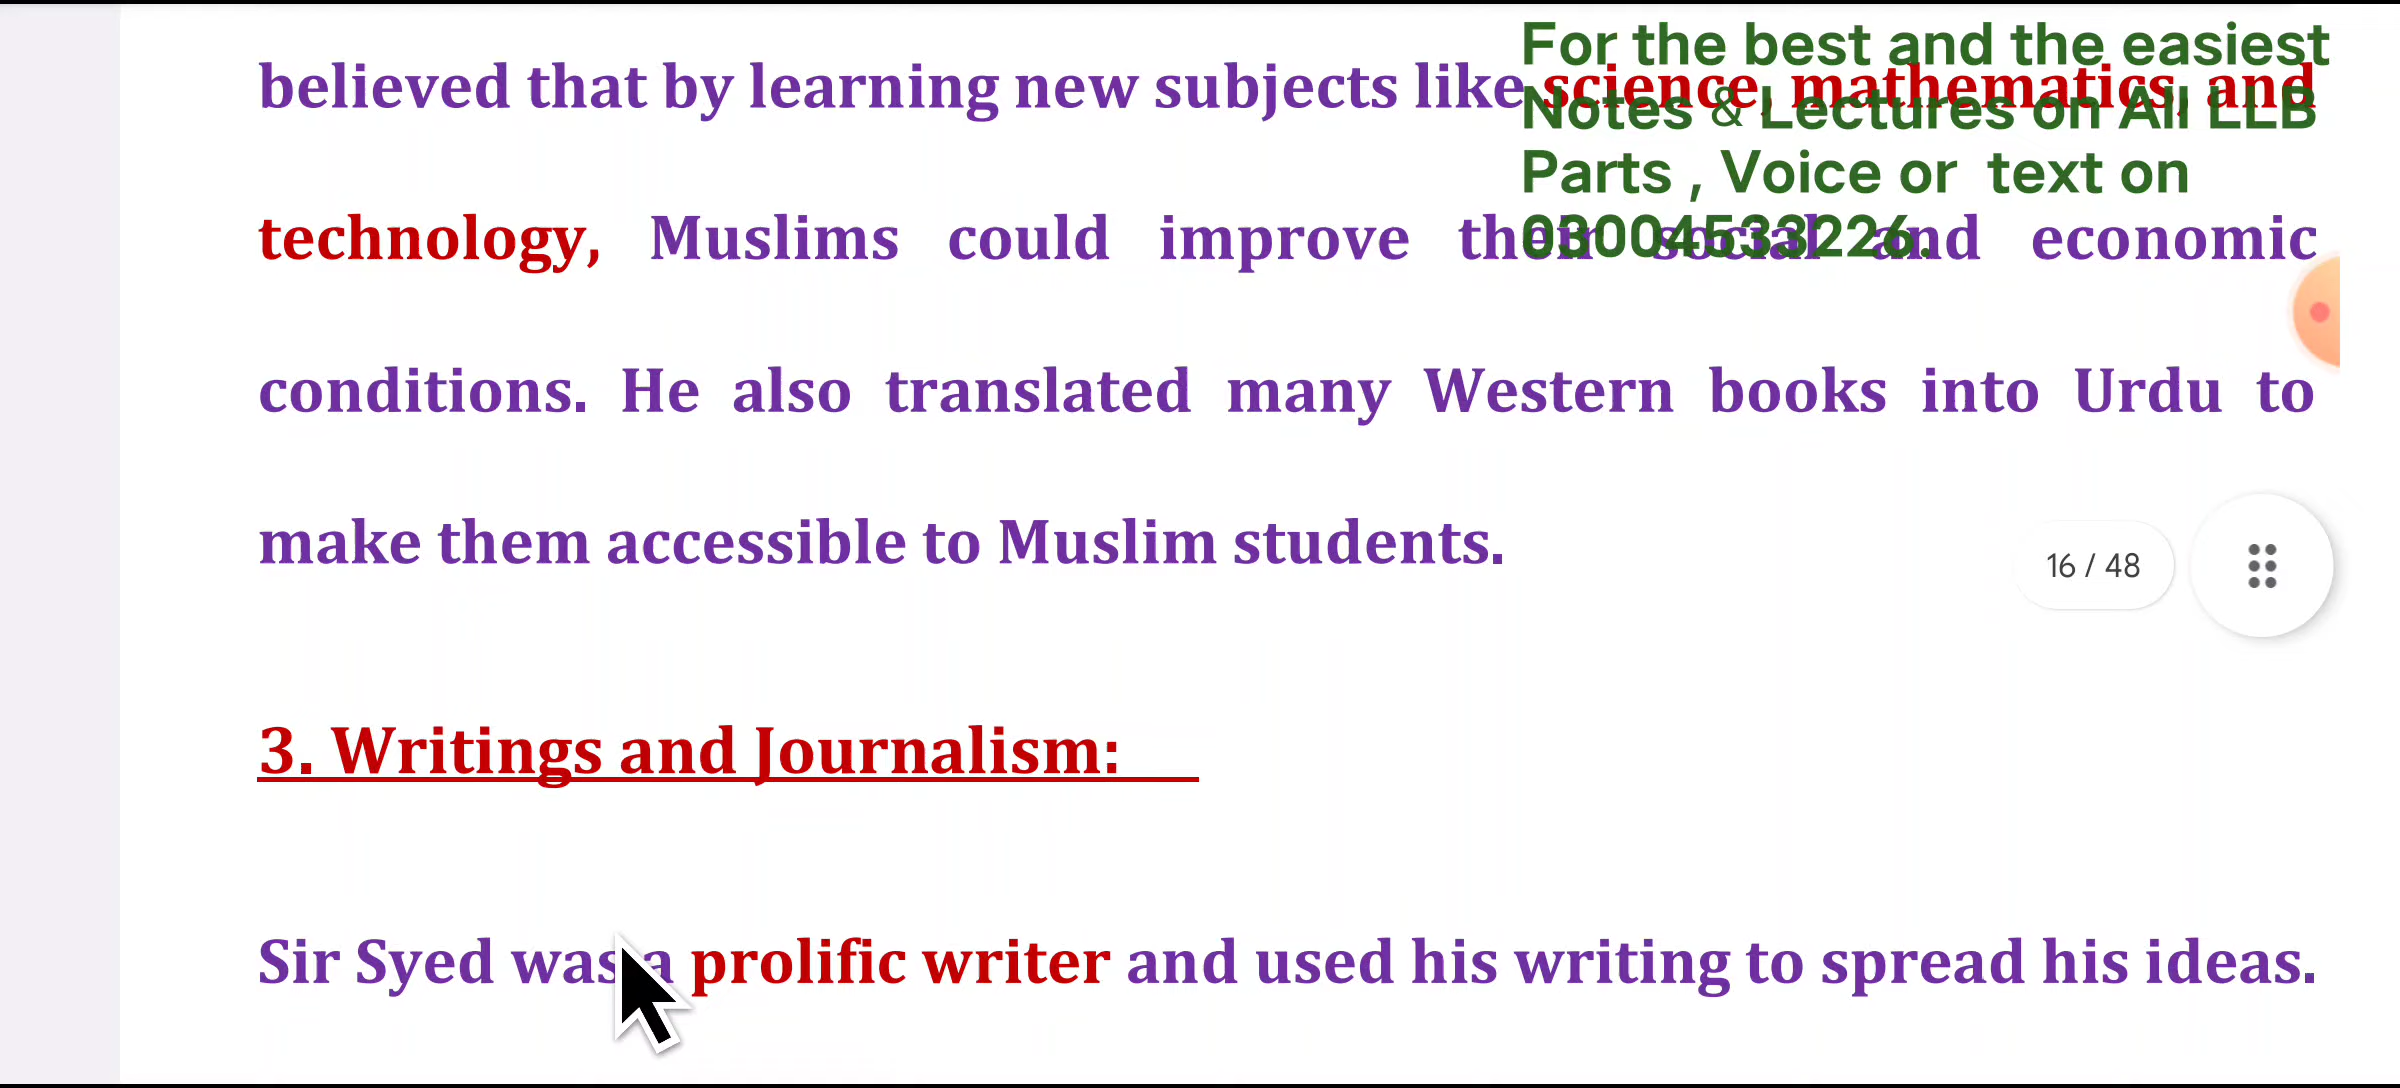 For the best and the easiest
Notes & Lectures on All LLB
Parts , Voice or text on
03004533226.
believed that by learning new subjects like science, mathematics, and
technology, Muslims could improve their social and economic
conditions. He also translated many Western books into Urdu to
make them accessible to Muslim students.
16 / 48
3. Writings and Journalism:
Sir Syed was a prolific writer and used his writing to spread his ideas.